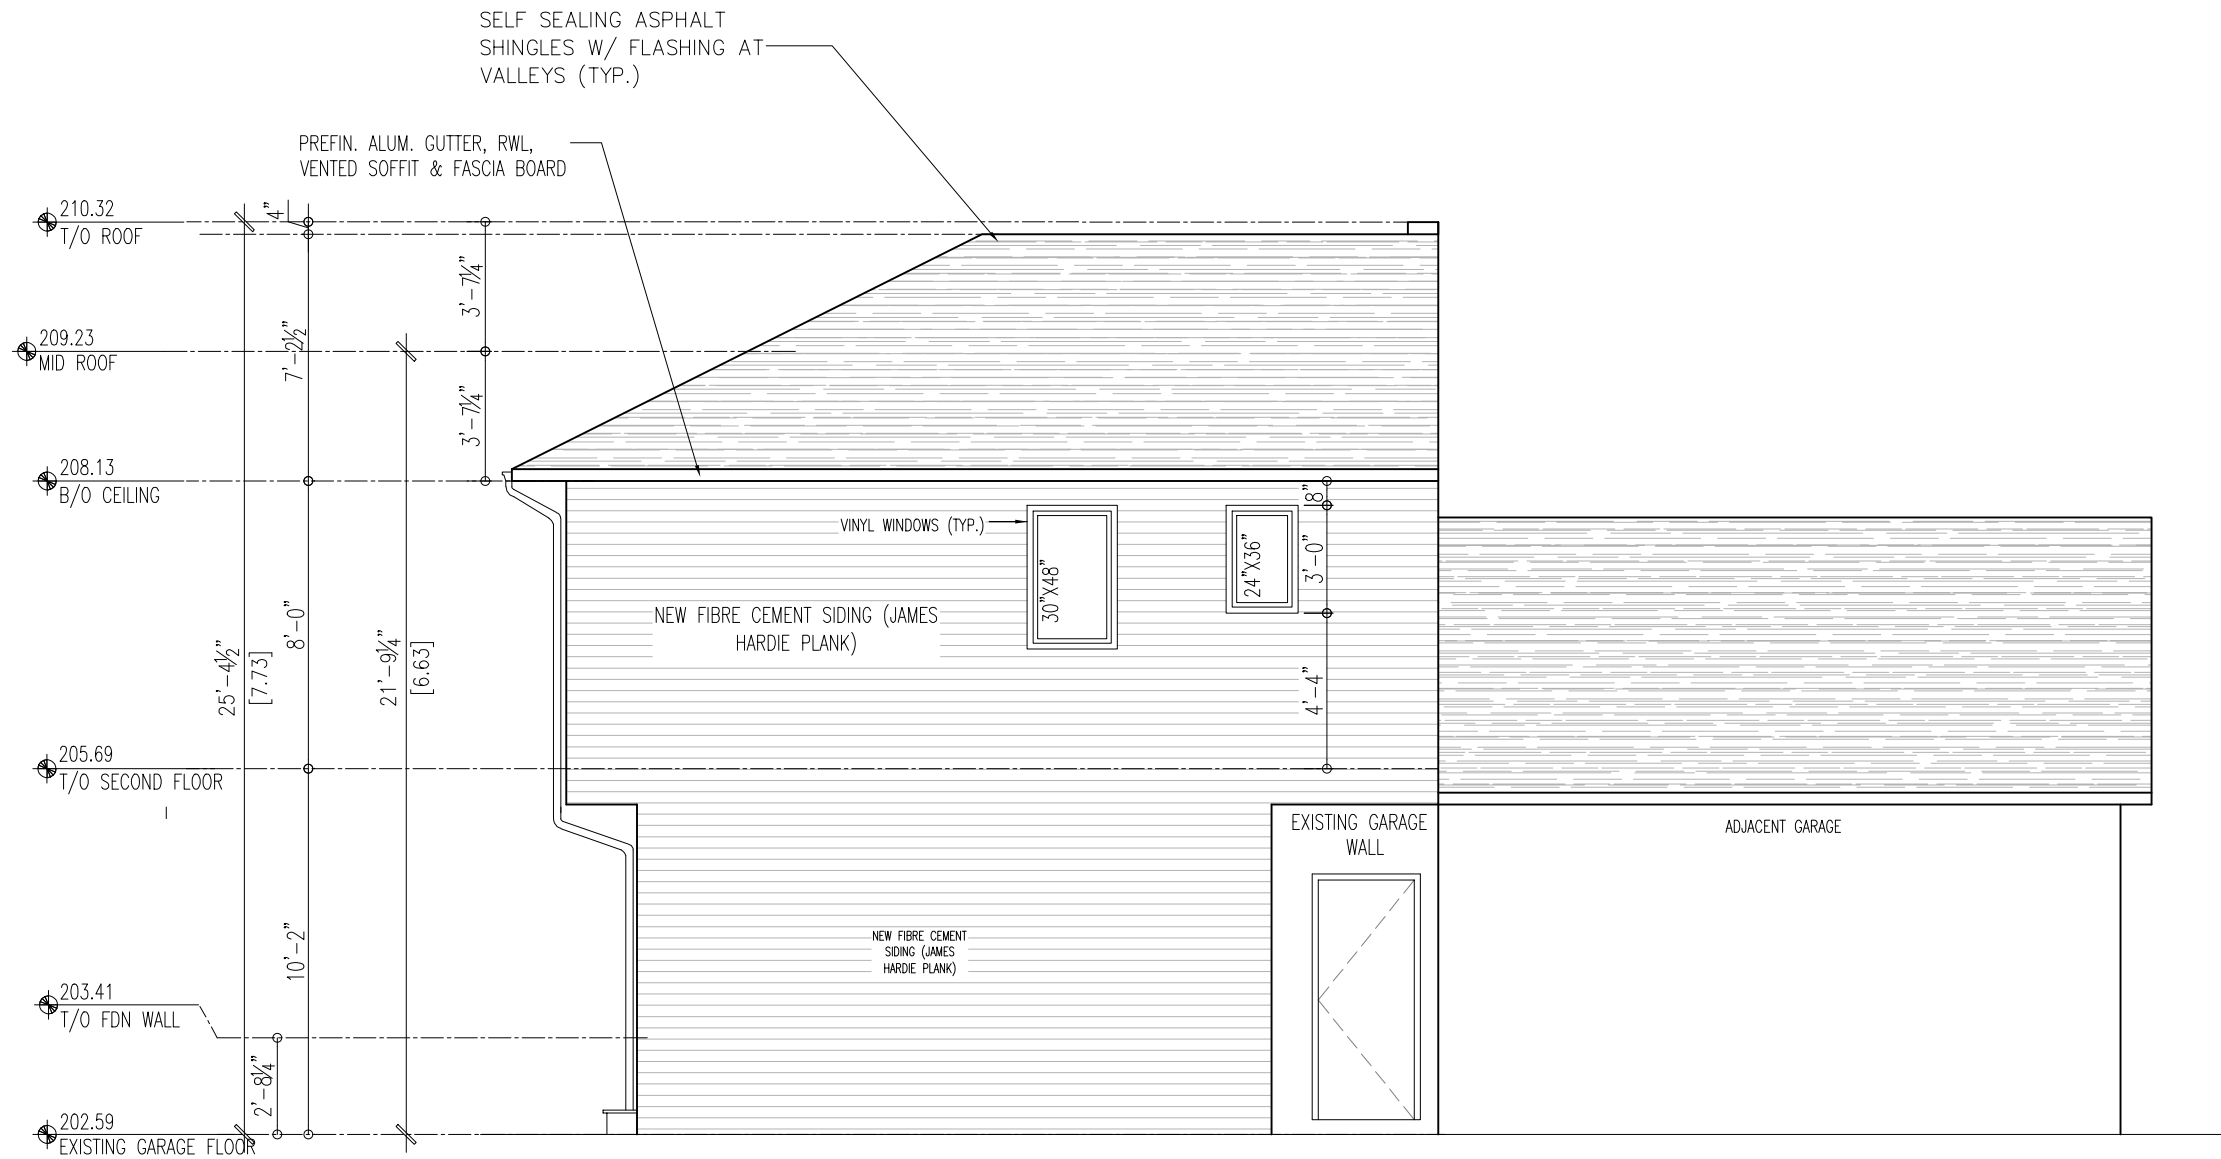 SELF SEALING ASPHALT
SHINGLES W/ FLASHING AT
VALLEYS (TYP.)
PREFIN. ALUM. GUTTER, RWL,
VENTED SOFFIT & FASCIA BOARD
210.32
T/O ROOF
4"
3'-7¼"
209.23
MID ROOF
7'-2½"
3'-7¼"
208.13
B/O CEILING
8"
VINYL WINDOWS (TYP.)
30"X48"
24"X36"
3'-0"
NEW FIBRE CEMENT SIDING (JAMES
HARDIE PLANK)
8'-0"
25'-4½"
[7.73]
21'-9¼"
[6.63]
4'-4"
205.69
T/O SECOND FLOOR
EXISTING GARAGE
WALL
ADJACENT GARAGE
NEW FIBRE CEMENT
SIDING (JAMES
HARDIE PLANK)
10'-2"
203.41
T/O FDN WALL
2'-8¼"
202.59
EXISTING GARAGE FLOOR